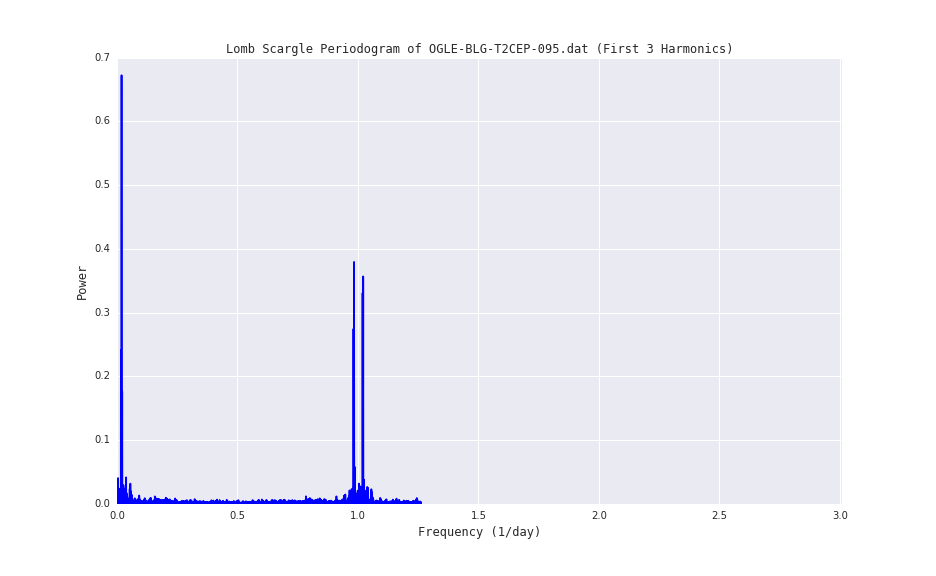 Lomb Scargle Periodogram of OGLE-BLG-T2CEP-095.dat (First 3 Harmonics)
0.7
0.6
0.5
0.4
0.3
0.2
0.1
0.0
Power
0.0 0.5 1.0 1.5 2.0 2.5 3.0
Frequency (1/day)